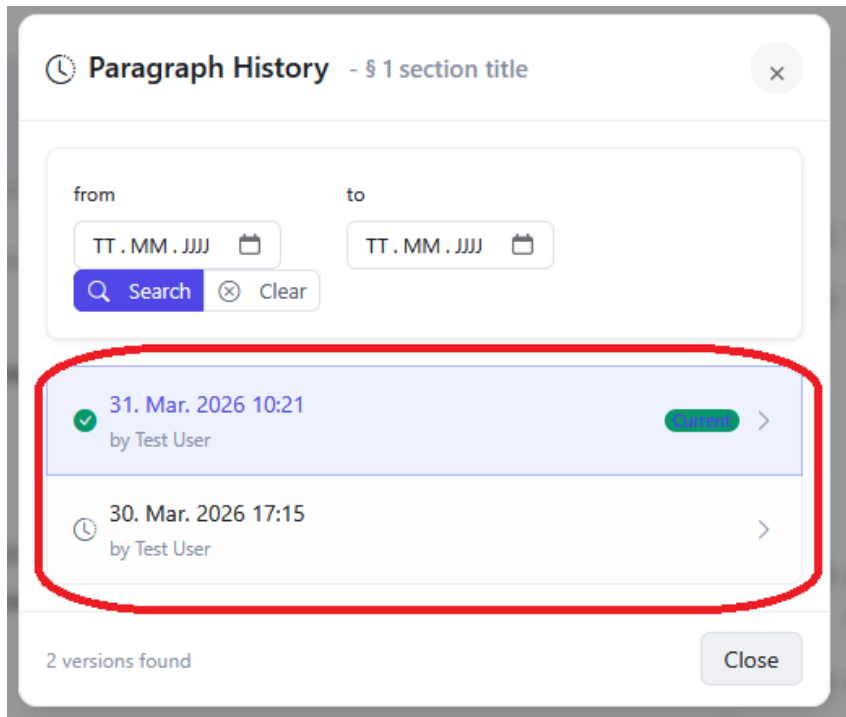 Paragraph History - § 1 section title
from to
TT . MM . JJJJ TT . MM . JJJJ
Search Clear
31. Mar. 2026 10:21
Current
by Test User
30. Mar. 2026 17:15
by Test User
2 versions found Close